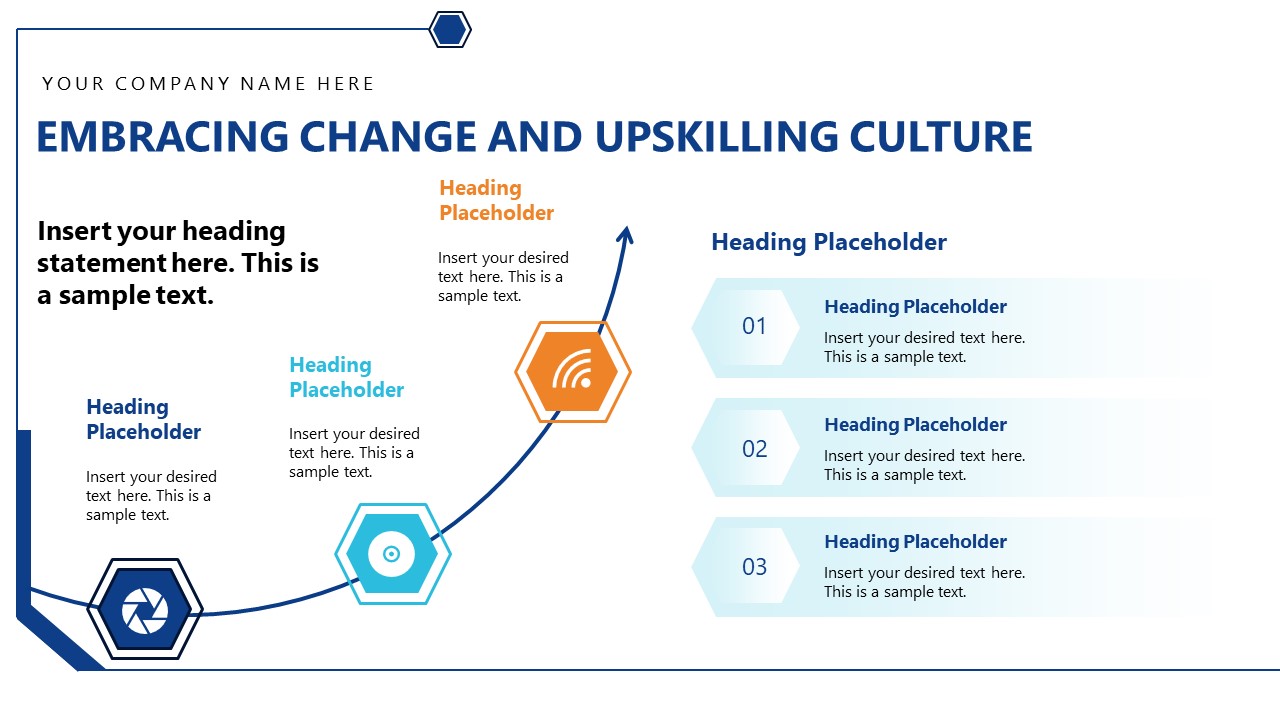 YOUR COMPANY NAME HERE
EMBRACING CHANGE AND UPSKILLING CULTURE
Insert your heading
statement here. This is
a sample text.
Heading
Placeholder
Insert your desired
text here. This is a
sample text.
Heading
Placeholder
Insert your desired
text here. This is a
sample text.
Heading
Placeholder
Insert your desired
text here. This is a
sample text.
Heading Placeholder
01
Heading Placeholder
Insert your desired text here.
This is a sample text.
02
Heading Placeholder
Insert your desired text here.
This is a sample text.
03
Heading Placeholder
Insert your desired text here.
This is a sample text.